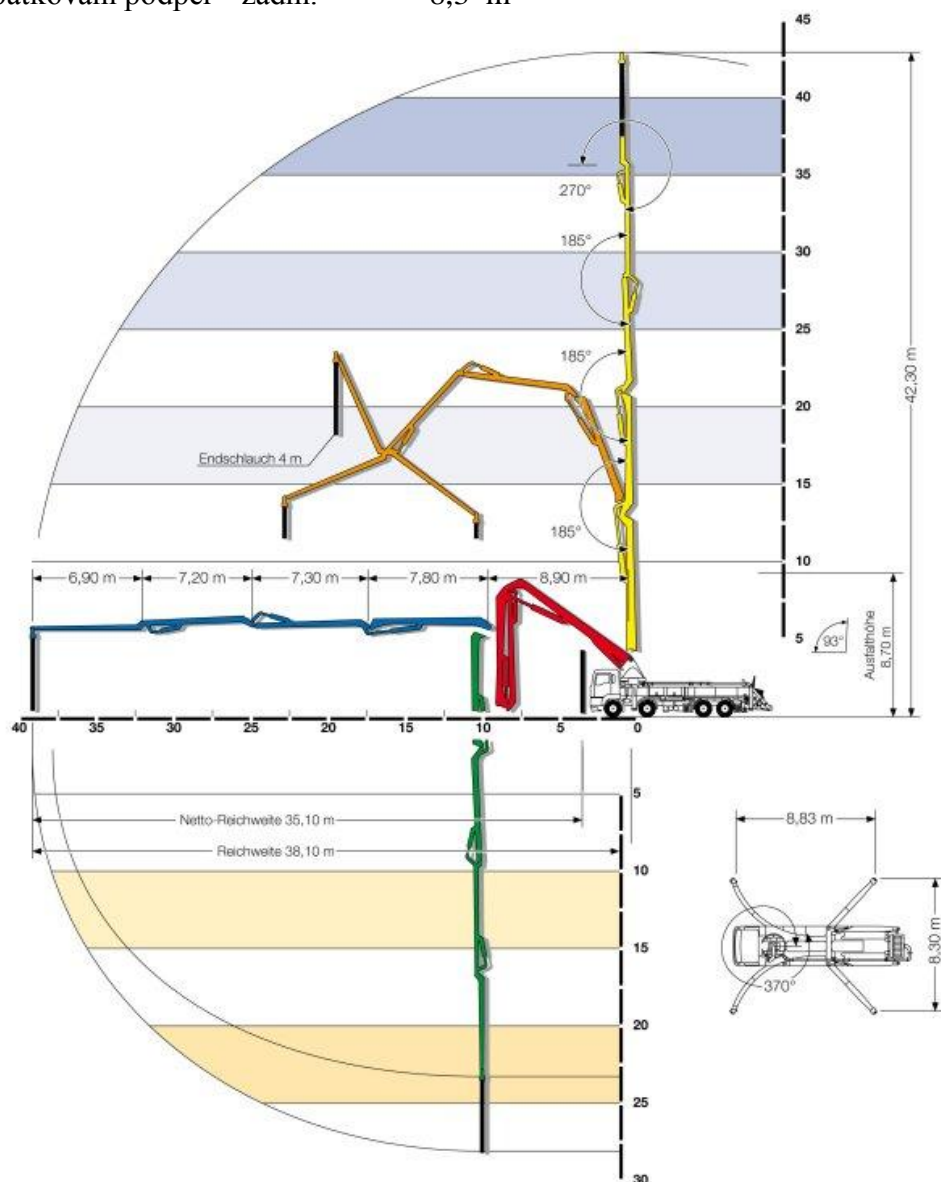 zadní: 8,3 m
45
40
35
270°
185°
30
25
185°
42,30 m
20
Endschlauch 4 m
15
185°
10
6,90 m 7,20 m 7,30 m 7,80 m 8,90 m
5
93°
Ausfalthöhe
8,70 m
40 35 30 25 20 15 10 5 0
5
Netto-Reichweite 35,10 m
8,83 m
Reichweite 38,10 m
10
15
8,30 m
370°
20
25
30